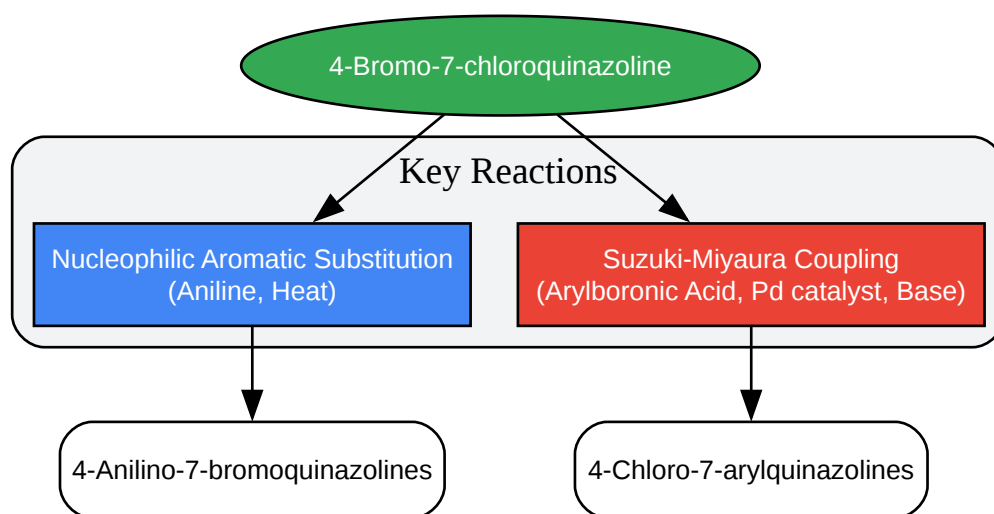 4-Bromo-7-chloroquinazoline
Key Reactions
Nucleophilic Aromatic Substitution
(Aniline, Heat)
Suzuki-Miyaura Coupling
(Arylboronic Acid, Pd catalyst, Base)
4-Anilino-7-bromoquinazolines
4-Chloro-7-arylquinazolines